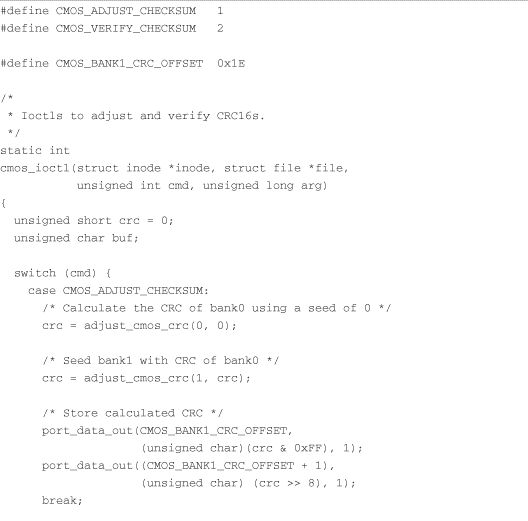 #define CMOS_ADJUST_CHECKSUM   1
#define CMOS_VERIFY_CHECKSUM   2

#define CMOS_BANK1_CRC_OFFSET  0x1E

/*
 * Ioctls to adjust and verify CRC16s.
 */
static int
cmos_ioctl(struct inode *inode, struct file *file,
           unsigned int cmd, unsigned long arg)
{
  unsigned short crc = 0;
  unsigned char buf;

  switch (cmd) {
    case CMOS_ADJUST_CHECKSUM:
      /* Calculate the CRC of bank0 using a seed of 0 */
      crc = adjust_cmos_crc(0, 0);

      /* Seed bank1 with CRC of bank0 */
      crc = adjust_cmos_crc(1, crc);

      /* Store calculated CRC */
      port_data_out(CMOS_BANK1_CRC_OFFSET,
                    (unsigned char)(crc & 0xFF), 1);
      port_data_out((CMOS_BANK1_CRC_OFFSET + 1),
                    (unsigned char) (crc >> 8), 1);
      break;